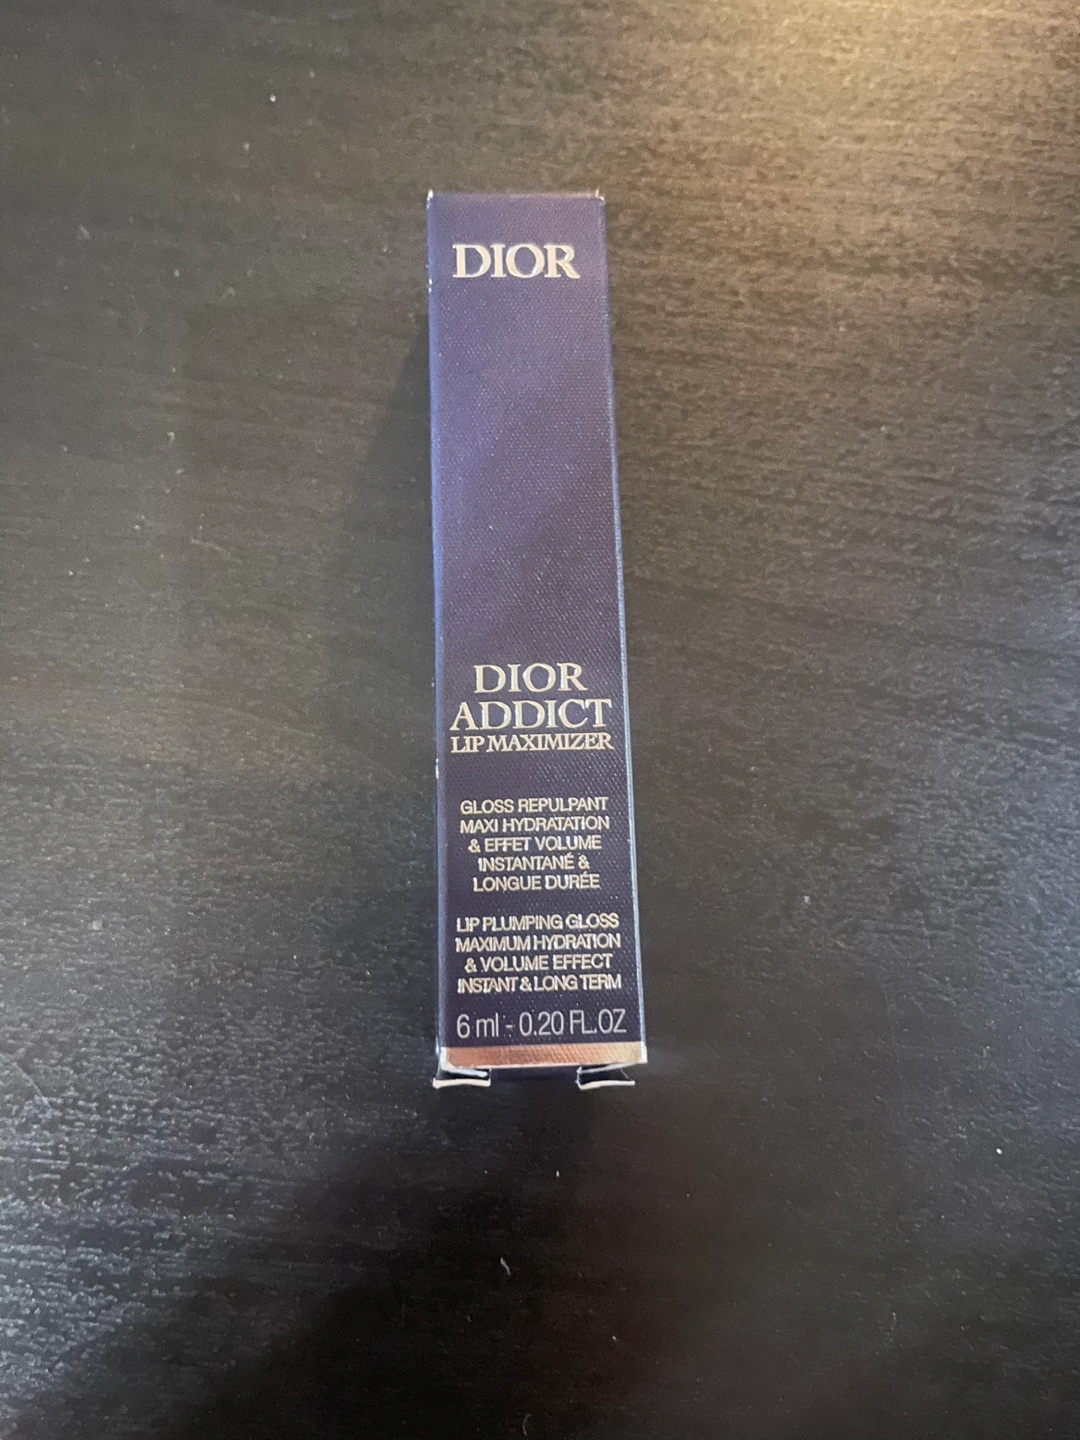 DIOR
DIOR
ADDICT
LIP MAXIMIZER
GLOSS REPULPANT
MAXI HYDRATATION
& EFFET VOLUME
INSTANTANÉ &
LONGUE DURÉE
LIP PLUMPING GLOSS
MAXIMUM HYDRATION
& VOLUME EFFECT
INSTANT & LONG TERM
6 ml - 0.20 FL.OZ